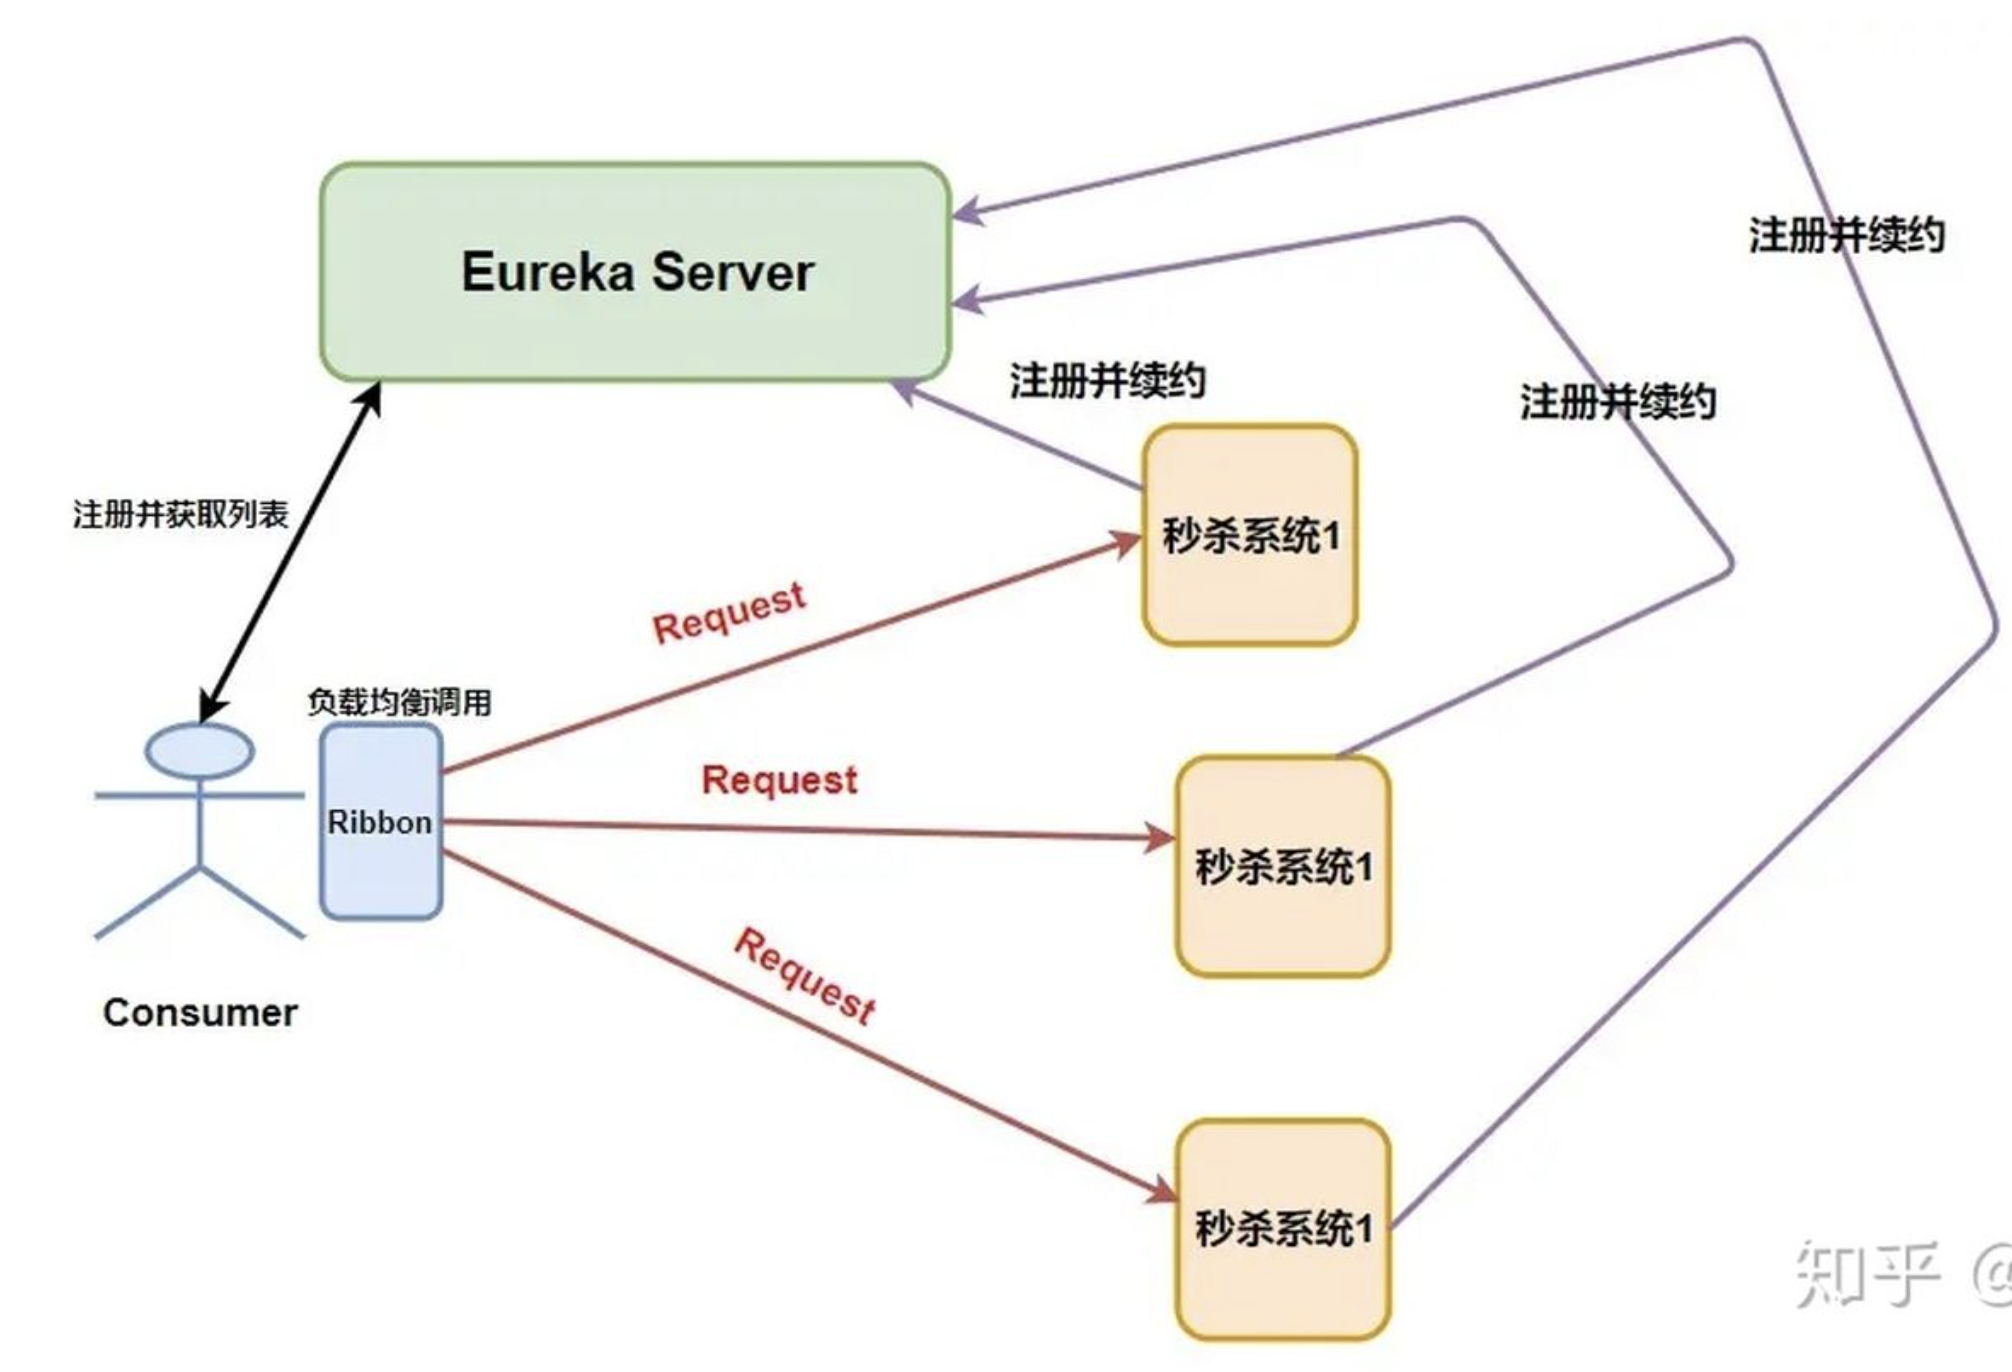 Eureka Server
注册并续约
注册并续约
注册并续约
注册并获取列表
秒杀系统1
Request
负载均衡调用
Ribbon
Request
秒杀系统1
Request
Consumer
秒杀系统1
知乎 @